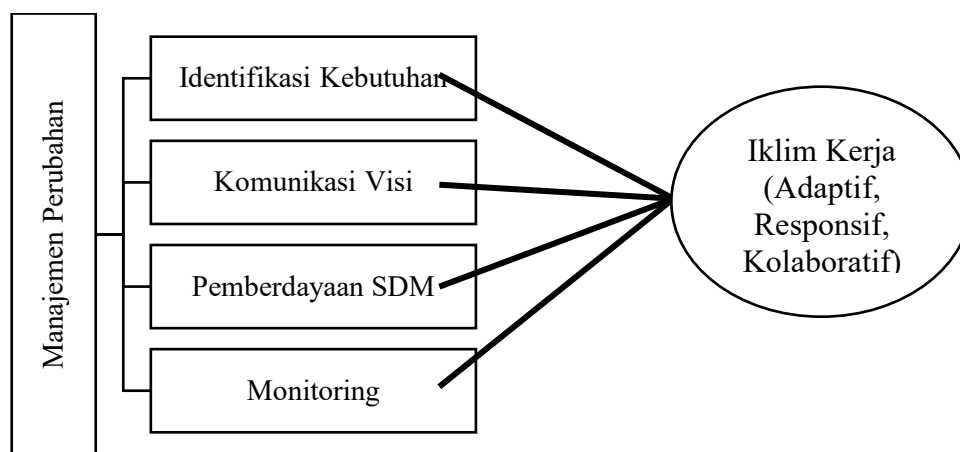 Manajemen Perubahan
Identifikasi Kebutuhan
Komunikasi Visi
Pemberdayaan SDM
Monitoring
Iklim Kerja
(Adaptif,
Responsif,
Kolaboratif)